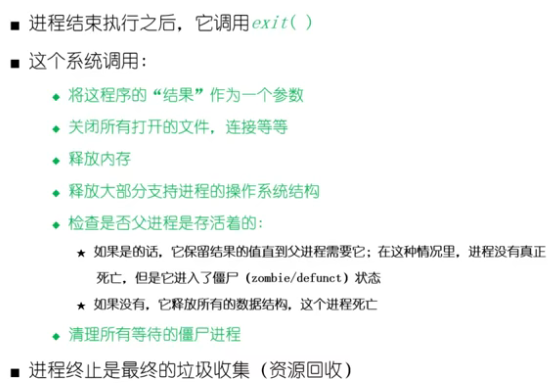 ■ 进程结束执行之后，它调用exit( )
■ 这个系统调用：
◆ 将这程序的“结果”作为一个参数
◆ 关闭所有打开的文件，连接等等
◆ 释放内存
◆ 释放大部分支持进程的操作系统结构
◆ 检查是否父进程是存活着的：
★ 如果是的话，它保留结果的值直到父进程需要它；在这种情况里，进程没有真正
死亡，但是它进入了僵尸（zombie/defunct）状态
★ 如果没有，它释放所有的数据结构，这个进程死亡
◆ 清理所有等待的僵尸进程
■ 进程终止是最终的垃圾收集（资源回收）